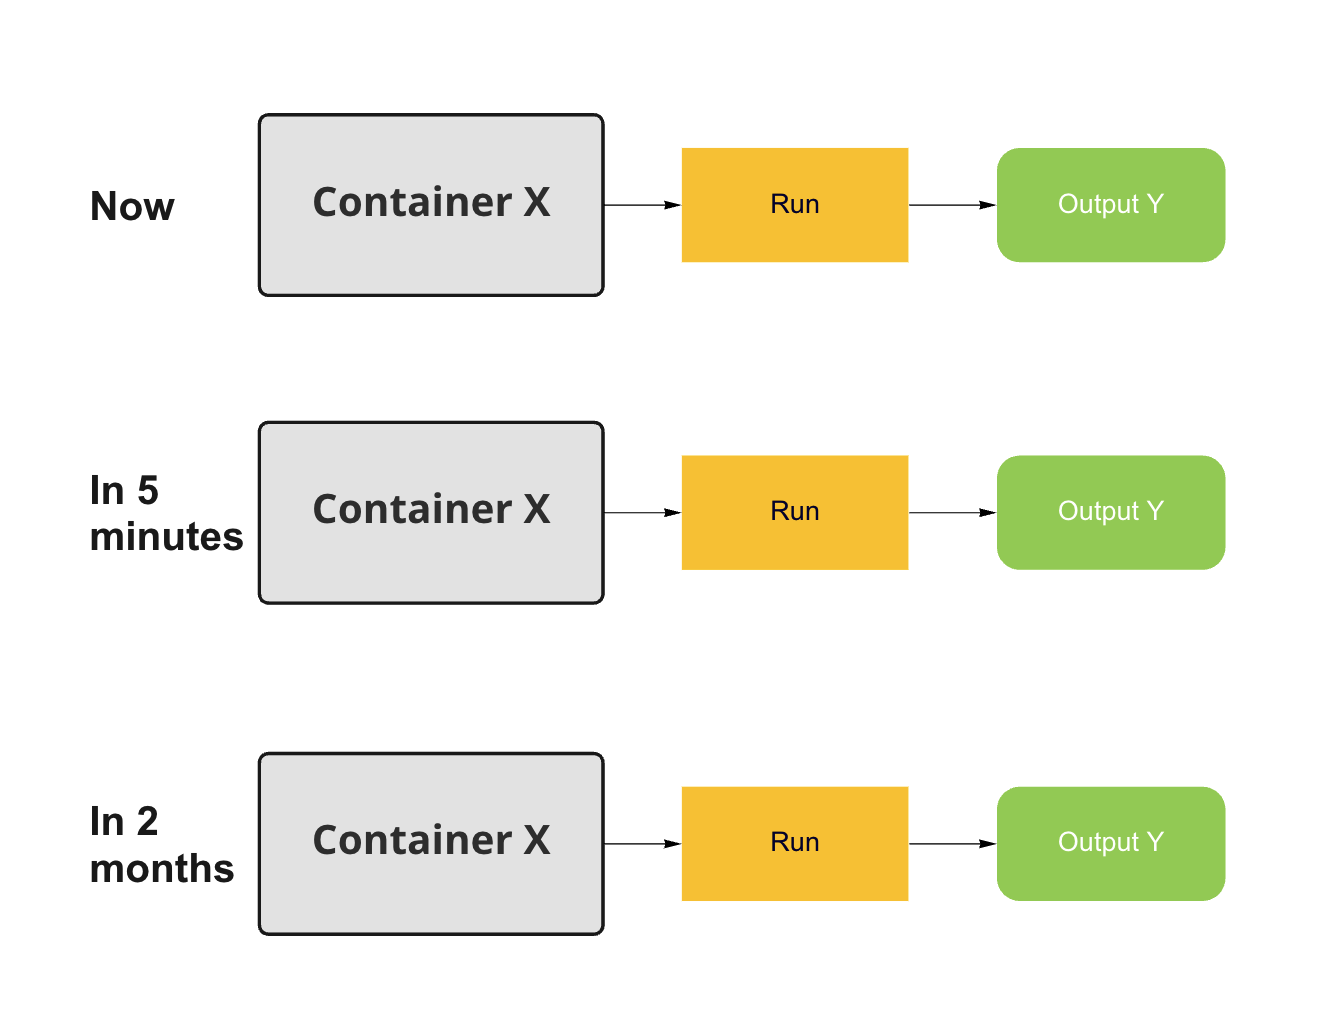 Now
Container X
Run
Output Y
In 5
minutes
Container X
Run
Output Y
In 2
months
Container X
Run
Output Y